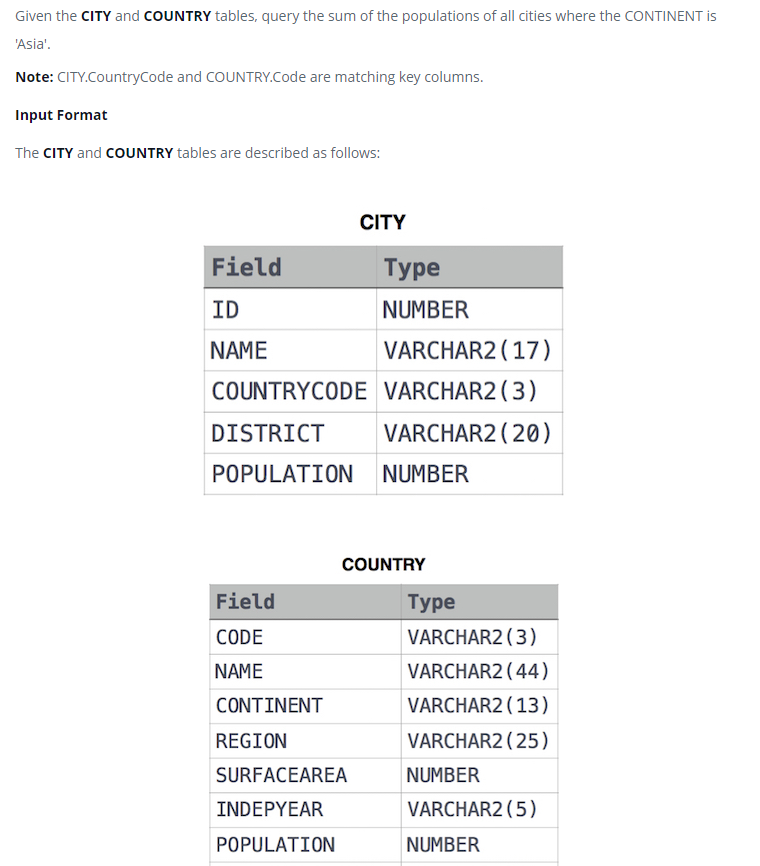 Given the CITY and COUNTRY tables, query the sum of the populations of all cities where the CONTINENT is
'Asia'.
Note: CITY.CountryCode and COUNTRY.Code are matching key columns.
Input Format
The CITY and COUNTRY tables are described as follows:
CITY
Field Type
ID NUMBER
NAME VARCHAR2(17)
COUNTRYCODE VARCHAR2(3)
DISTRICT VARCHAR2(20)
POPULATION NUMBER
COUNTRY
Field Type
CODE VARCHAR2(3)
NAME VARCHAR2(44)
CONTINENT VARCHAR2(13)
REGION VARCHAR2(25)
SURFACEAREA NUMBER
INDEPYEAR VARCHAR2(5)
POPULATION NUMBER